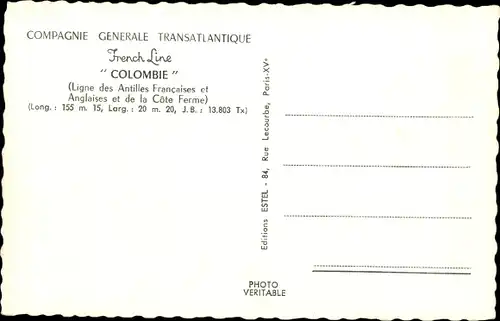 COMPAGNIE GENERALE TRANSATLANTIQUE
French Line
" COLOMBIE "
(Ligne des Antilles Françaises et
Anglaises et de la Côte Ferme)
(Long. : 155 m. 15, Larg. : 20 m. 20, J. B. : 13.803 Tx)
Editions ESTEL - 84, Rue Lecourbe, Paris-XVe
PHOTO
VERITABLE